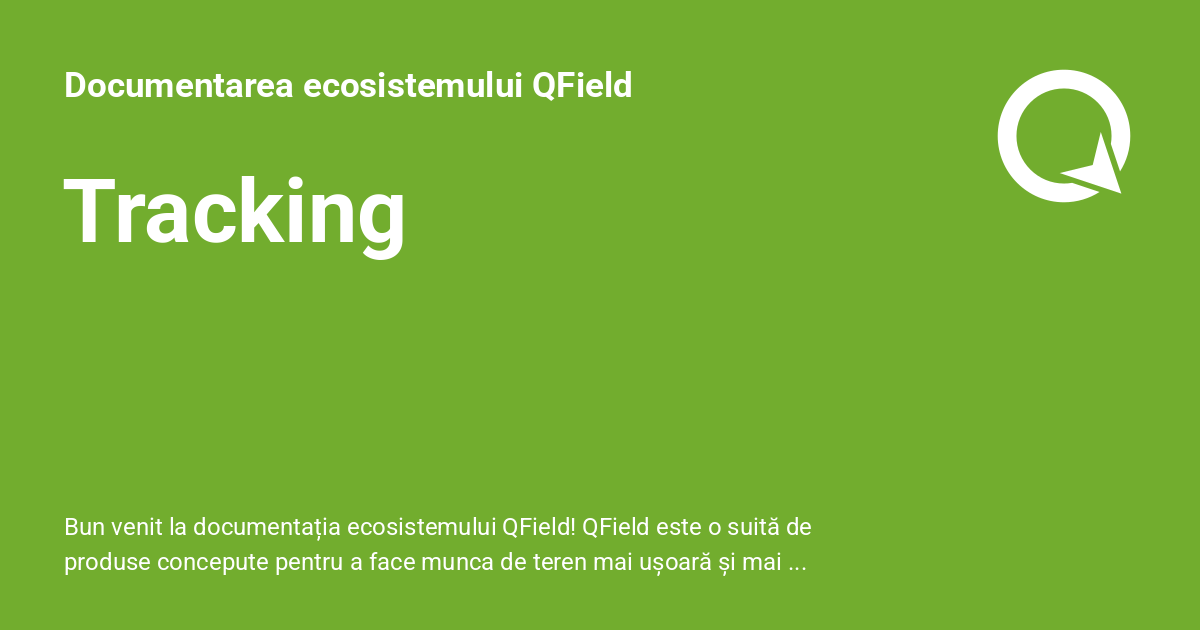 Documentarea ecosistemului QField
Tracking
Bun venit la documentația ecosistemului QField! QField este o suită de
produse concepute pentru a face munca de teren mai ușoară și mai ...